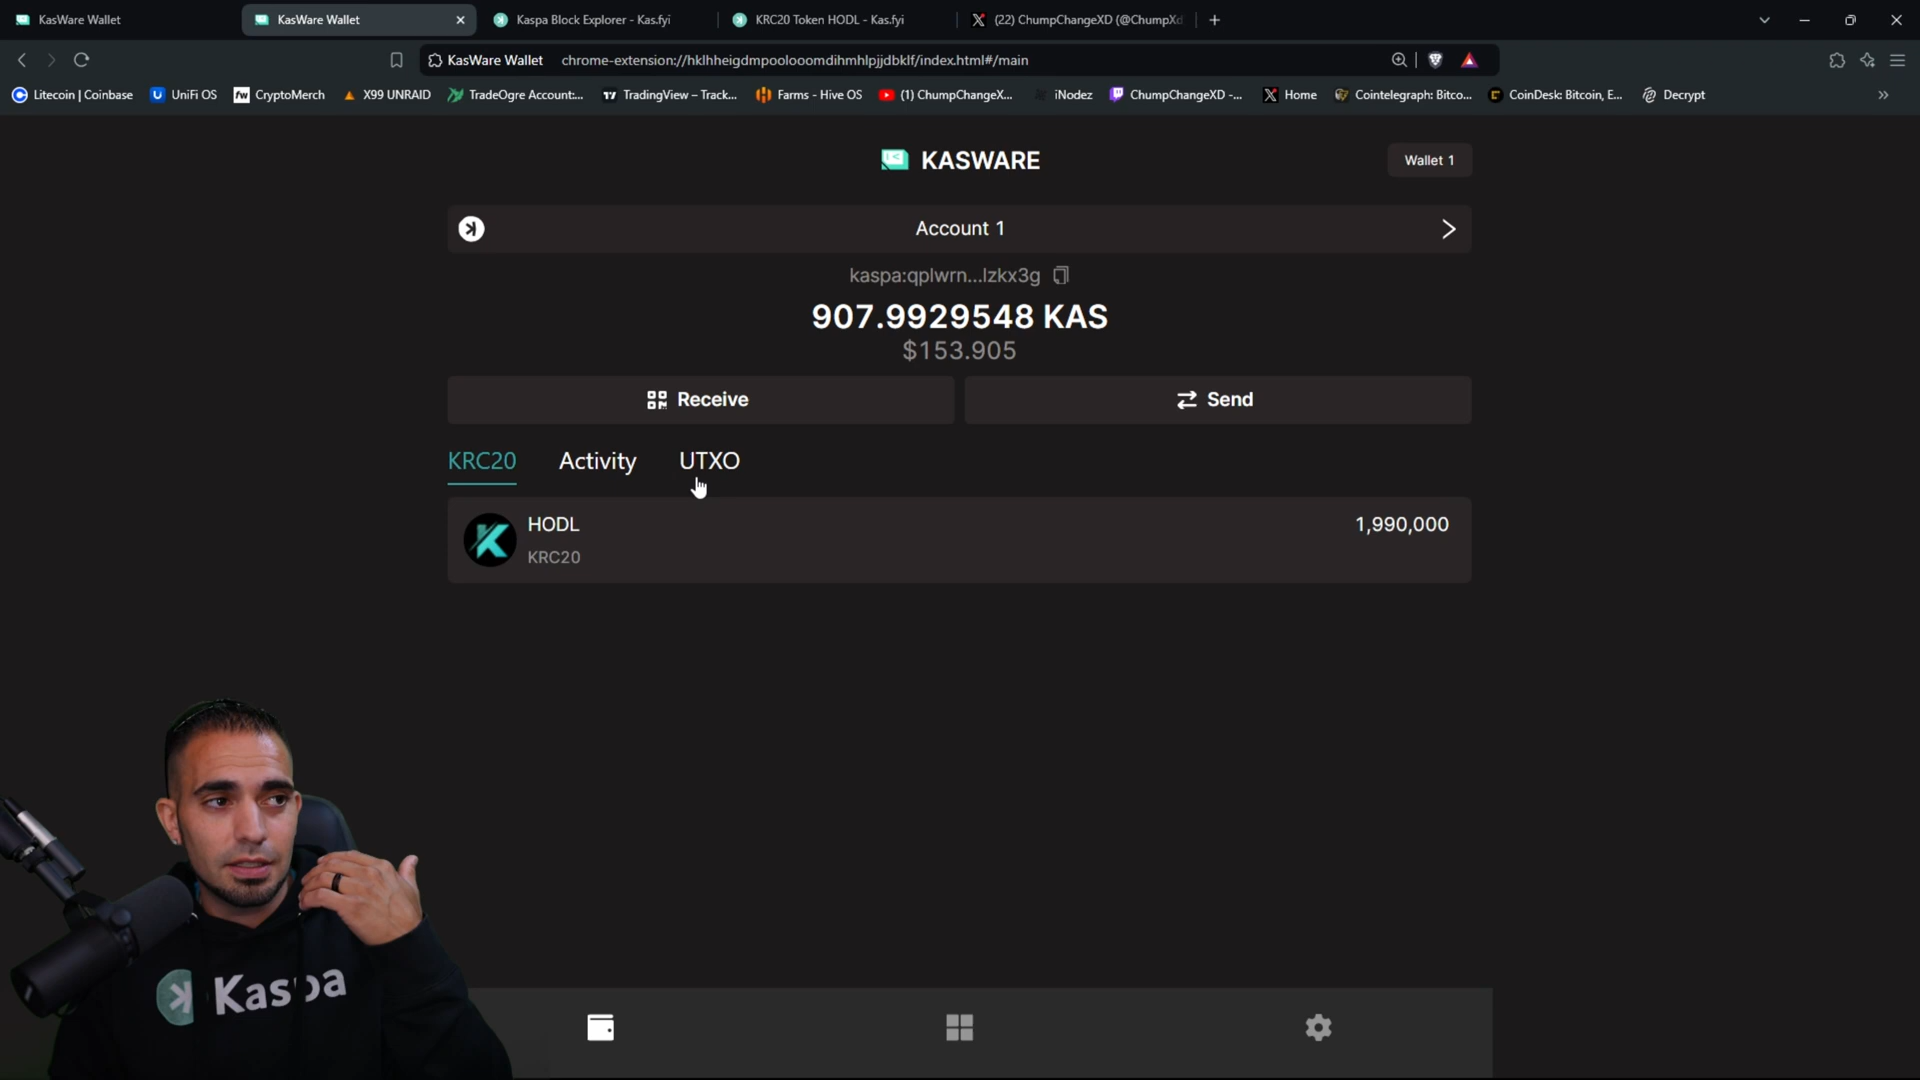 KasWare Wallet
KasWare Wallet
Kaspa Block Explorer - Kas.fyi
KRC20 Token HODL - Kas.fyi
(22) ChumpChangeXD (@ChumpXd
KasWare Wallet chrome-extension://hklhheigdmpoolooomdihmhlpjjdbklf/index.html#/main
Litecoin | Coinbase
UniFi OS
CryptoMerch
X99 UNRAID
TradeOgre Account:...
TradingView – Track...
Farms - Hive OS
(1) ChumpChangeX...
iNodez
ChumpChangeXD -...
Home
Cointelegraph: Bitco...
CoinDesk: Bitcoin, E...
Decrypt
KASWARE
Wallet 1
Account 1
kaspa:qplwrn...lzkx3g
907.9929548 KAS
$153.905
Receive
Send
KRC20 Activity UTXO
HODL 1,990,000
KRC20
Kaspa